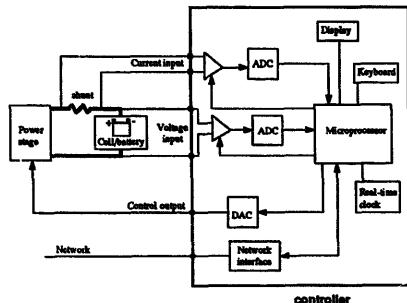 Display
Current input
ADC
Keyboard
shunt
Power
stage
+ -
Cell/battery
Voltage
input
ADC
Microprocessor
Control output
DAC
Real-time
clock
Network
Network
interface
controller